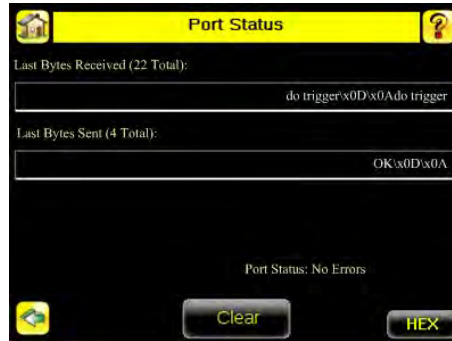 Port Status
?
Last Bytes Received (22 Total):
do trigger\x0D\x0Ado trigger
Last Bytes Sent (4 Total):
OK\x0D\x0A
Port Status: No Errors
Clear
HEX